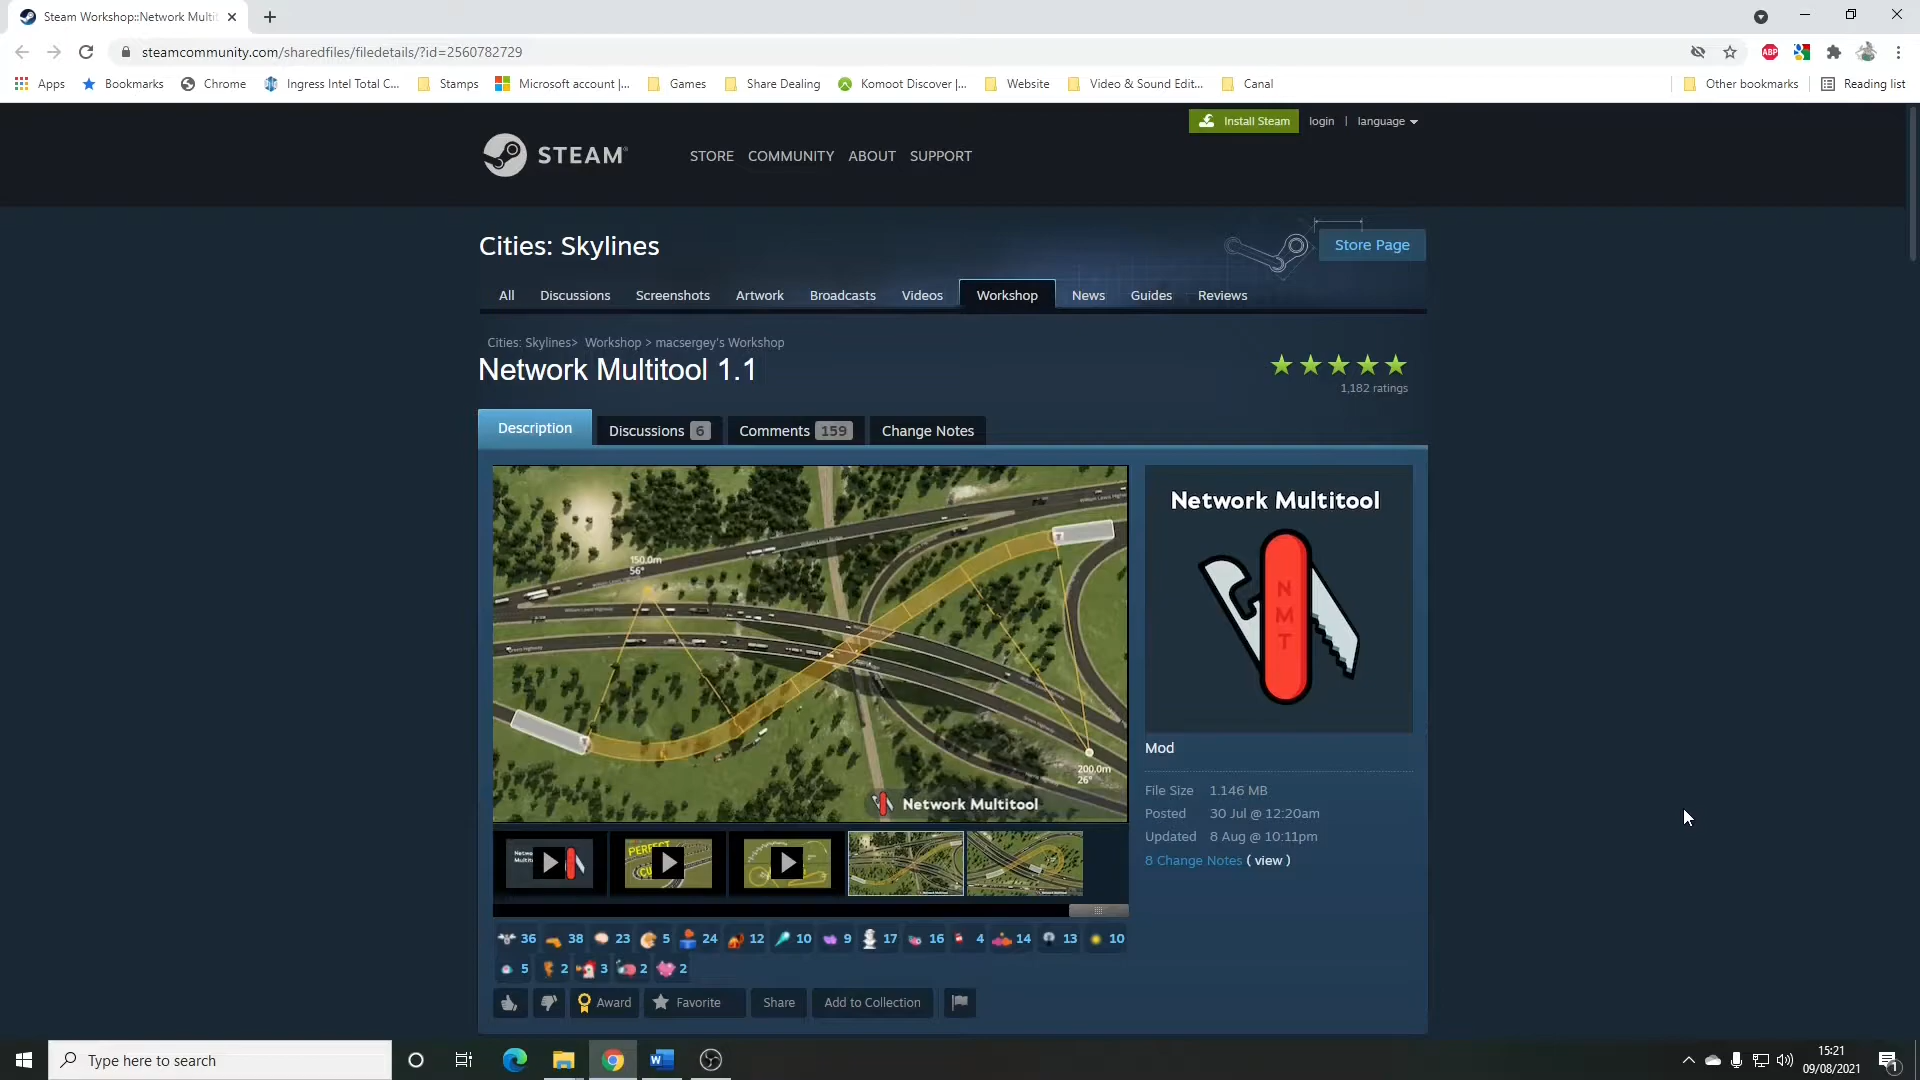 Steam Workshop::Network Multit
steamcommunity.com/sharedfiles/filedetails/?id=2560782729
ABP
Apps Bookmarks Chrome Ingress Intel Total C... Stamps Microsoft account |... Games Share Dealing Komoot Discover |... Website Video & Sound Edit... Canal Other bookmarks Reading list
Install Steam login | language
STEAM STORE COMMUNITY ABOUT SUPPORT
Cities: Skylines Store Page
All Discussions Screenshots Artwork Broadcasts Videos Workshop News Guides Reviews
Cities: Skylines> Workshop > macsergey's Workshop
Network Multitool 1.1
1,182 ratings
Description Discussions 6 Comments 159 Change Notes
150.0m
56°
200.0m
26°
Network Multitool
Network Multitool
N
M
T
Mod
File Size 1.146 MB
Posted 30 Jul @ 12:20am
Updated 8 Aug @ 10:11pm
8 Change Notes ( view )
PERFECT
36 38 23 5 24 12 10 9 17 16 4 14 13 10
5 2 3 2 2
Award Favorite Share Add to Collection
Type here to search
W
15:21
09/08/2021
1